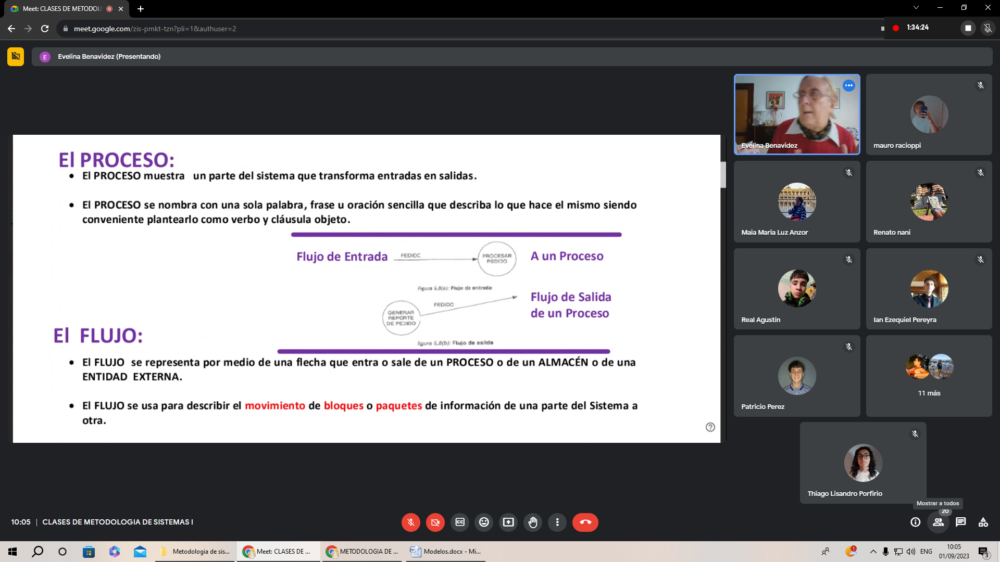 Meet: CLASES DE METODOL
meet.google.com/zis-pmkt-tzn?pli=1&authuser=2
1:34:24
E
Evelina Benavidez (Presentando)
El PROCESO:
El PROCESO muestra un parte del sistema que transforma entradas en salidas.
El PROCESO se nombra con una sola palabra, frase u oración sencilla que describa lo que hace el mismo siendo
conveniente plantearlo como verbo y cláusula objeto.
Flujo de Entrada
PEDIDO
PROCESAR
PEDIDO
A un Proceso
Figura 5.8(a): Flujo de entrada
Flujo de Salida
de un Proceso
PEDIDO
GENERAR
REPORTE
DE PEDIDO
igura 5.8(b): Flujo de salida
El FLUJO:
El FLUJO se representa por medio de una flecha que entra o sale de un PROCESO o de un ALMACÉN o de una
ENTIDAD EXTERNA.
El FLUJO se usa para describir el movimiento de bloques o paquetes de información de una parte del Sistema a
otra.
Evelina Benavidez
mauro racioppi
Maia Maria Luz Anzor
Renato nani
Real Agustín
Ian Ezequiel Pereyra
Patricio Perez
11 más
Thiago Lisandro Porfirio
Mostrar a todos
20
10:05 | CLASES DE METODOLOGIA DE SISTEMAS I
Metodologia de sis...
Meet: CLASES DE ...
METODOLOGIA DE ...
Modelos.docx - Mi...
1
ENG
10:05
01/09/2023
3